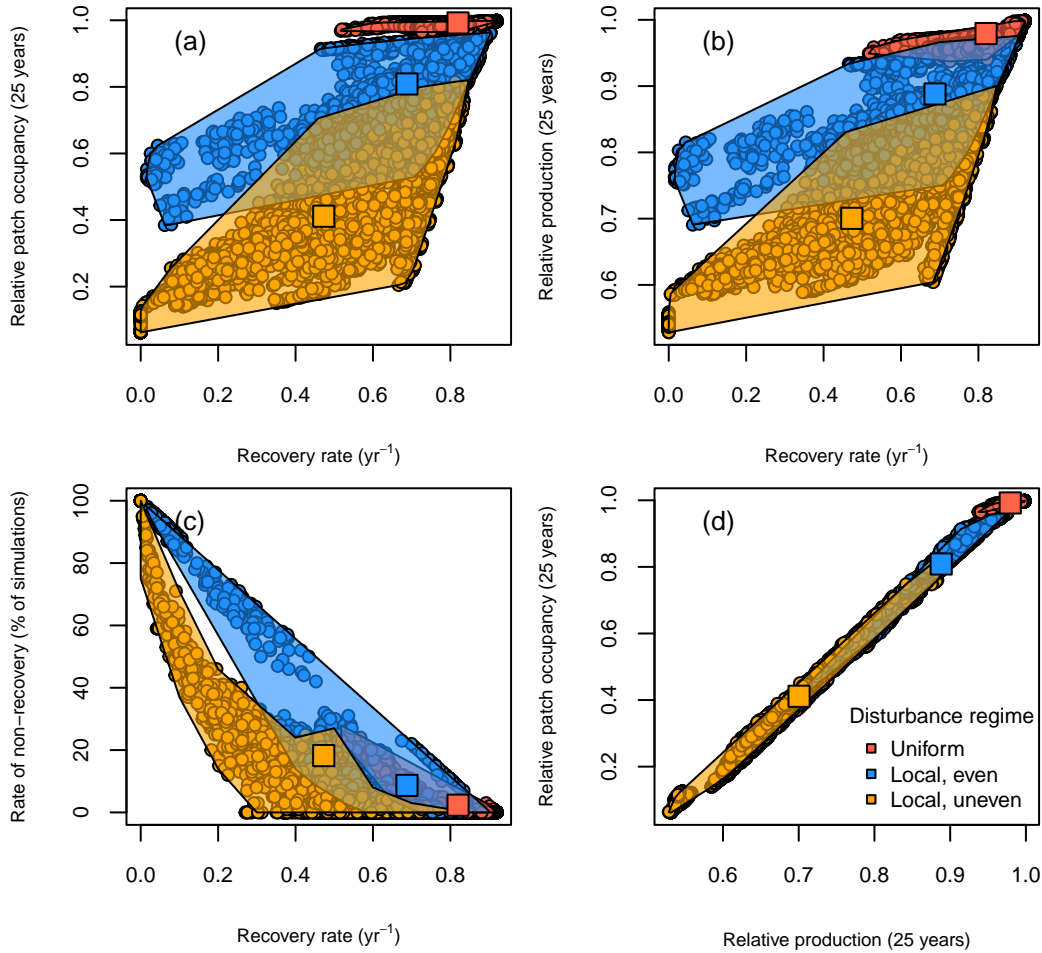 (a)
Relative patch occupancy (25 years)
0.2 0.4 0.6 0.8 1.0
0.0 0.2 0.4 0.6 0.8
Recovery rate (yr⁻¹)
(b)
Relative production (25 years)
0.6 0.7 0.8 0.9 1.0
0.0 0.2 0.4 0.6 0.8
Recovery rate (yr⁻¹)
(c)
Rate of non−recovery (% of simulations)
0 20 40 60 80 100
0.0 0.2 0.4 0.6 0.8
Recovery rate (yr⁻¹)
(d)
Relative patch occupancy (25 years)
0.2 0.4 0.6 0.8 1.0
Disturbance regime
Uniform
Local, even
Local, uneven
0.6 0.7 0.8 0.9 1.0
Relative production (25 years)